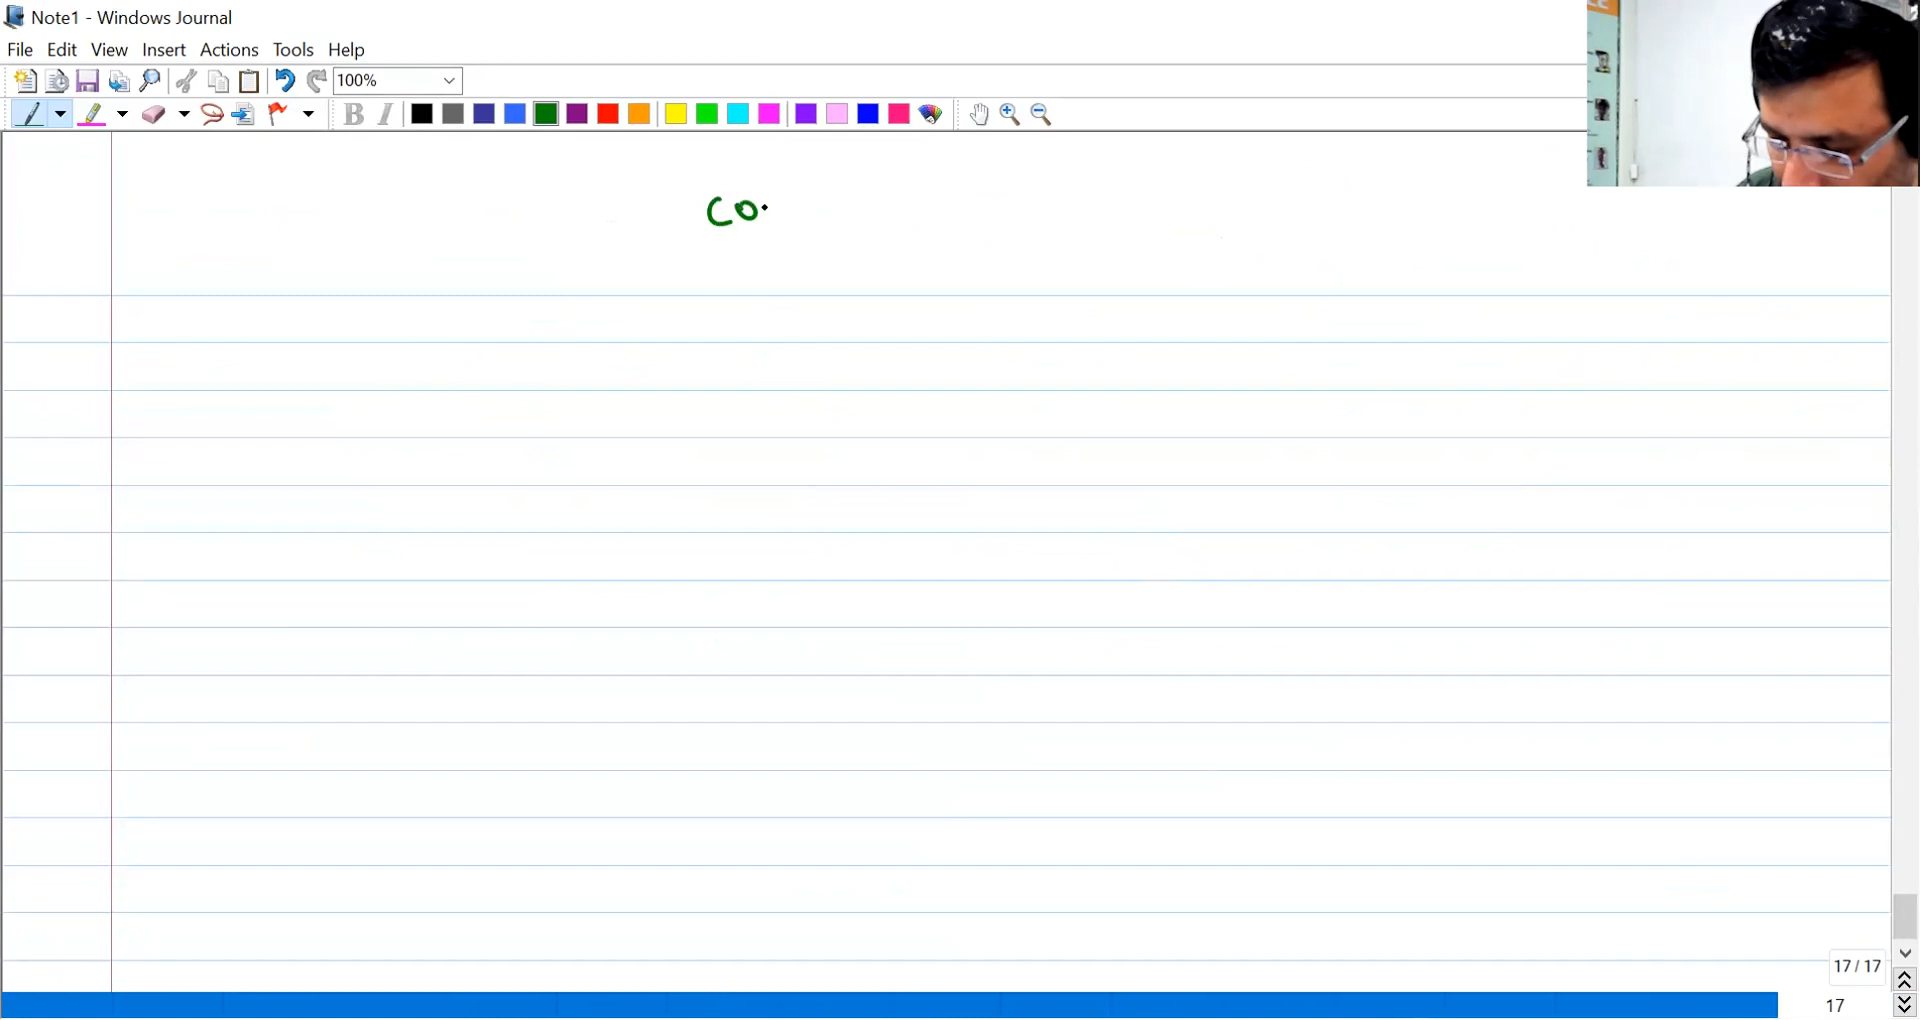 Note1 - Windows Journal
File Edit View Insert Actions Tools Help
100%
B I
Co
17 / 17
17